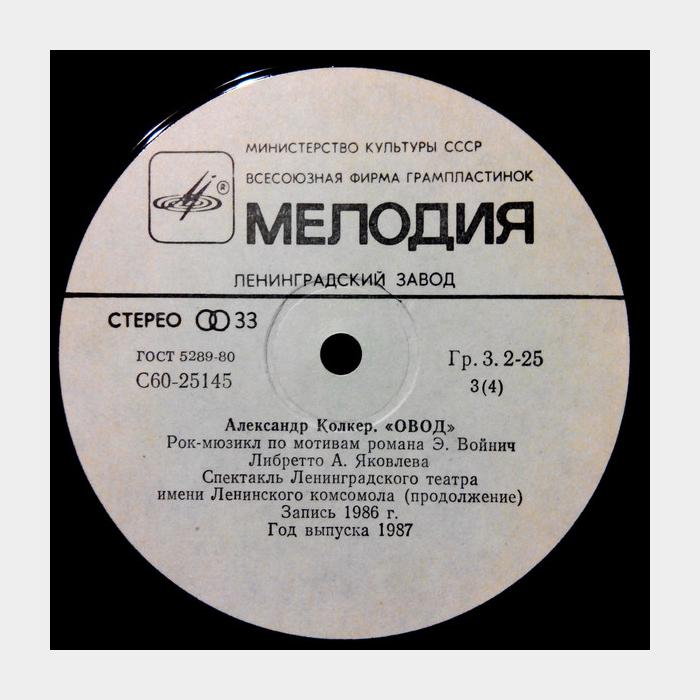 МИНИСТЕРСТВО КУЛЬТУРЫ СССР
ВСЕСОЮЗНАЯ ФИРМА ГРАМПЛАСТИНОК
®
МЕЛОДИЯ
ЛЕНИНГРАДСКИЙ ЗАВОД
СТЕРЕО 33
ГОСТ 5289-80
Гр. 3. 2-25
С60-25145
3(4)
Александр Колкер. «ОВОД»
Рок-мюзикл по мотивам романа Э. Войнич
Либретто А. Яковлева
Спектакль Ленинградского театра
имени Ленинского комсомола (продолжение)
Запись 1986 г.
Год выпуска 1987